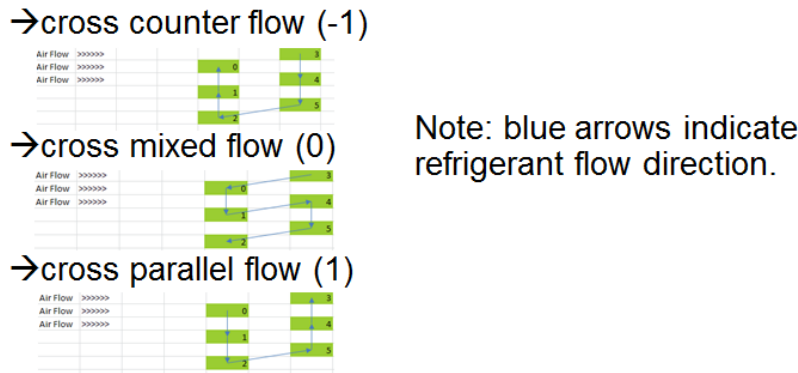 →cross counter flow (-1)
Air Flow >>>>>> 3
Air Flow >>>>>> 0
Air Flow >>>>>> 4
1
5
2
→cross mixed flow (0)
Air Flow >>>>>> 3
Air Flow >>>>>> 0
Air Flow >>>>>> 4
1
5
2
→cross parallel flow (1)
Air Flow >>>>>> 3
Air Flow >>>>>> 0
Air Flow >>>>>> 4
1
5
2
Note: blue arrows indicate
refrigerant flow direction.